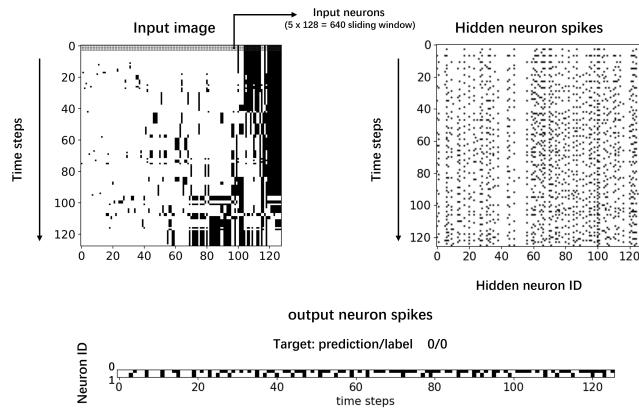 Input neurons
(5 x 128 = 640 sliding window)
Input image
Hidden neuron spikes
0
20
40
60
80
100
120
Time steps
0 20 40 60 80 100 120
0
20
40
60
80
100
120
Time steps
0 20 40 60 80 100 120
Hidden neuron ID
output neuron spikes
Target: prediction/label 0/0
Neuron ID
0
1
0 20 40 60 80 100 120
time steps